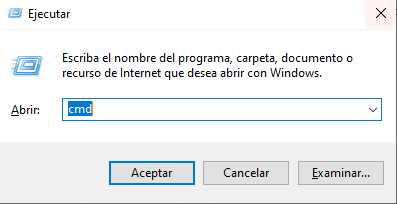 Ejecutar
Escriba el nombre del programa, carpeta, documento o
recurso de Internet que desea abrir con Windows.
Abrir: cmd
Aceptar Cancelar Examinar...